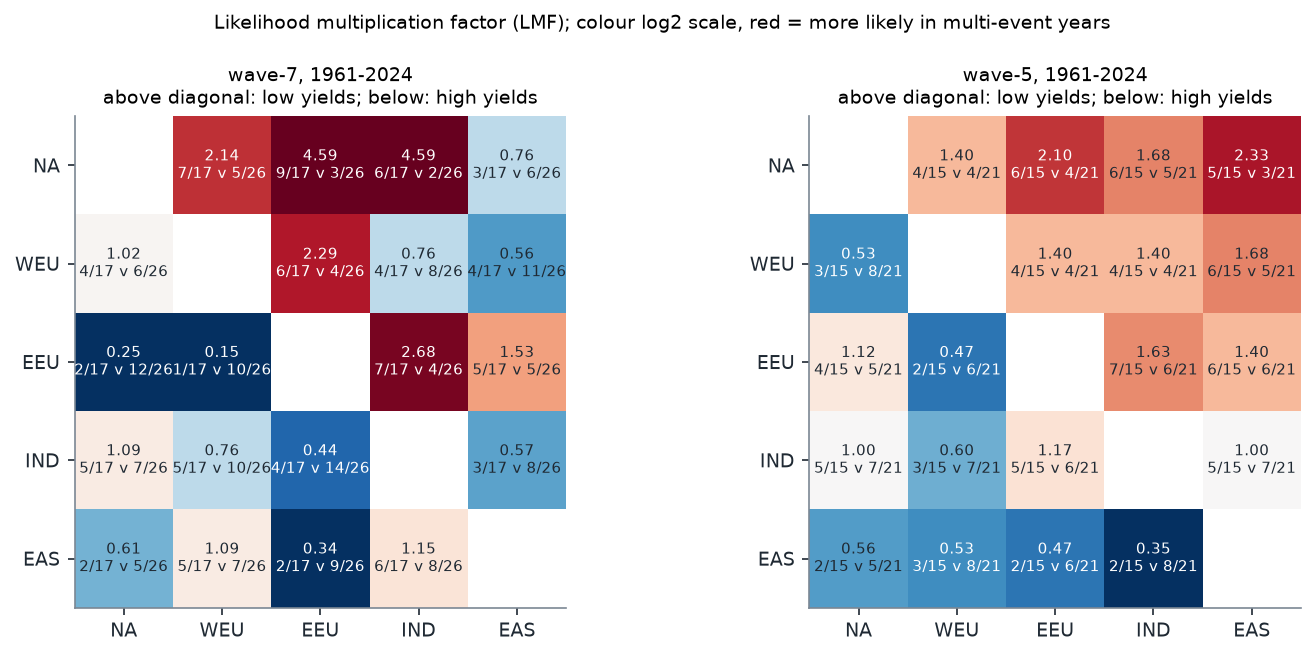 Likelihood multiplication factor (LMF); colour log2 scale, red = more likely in multi-event years
wave-7, 1961-2024
above diagonal: low yields; below: high yields
NA
2.14
7/17 v 5/26
4.59
9/17 v 3/26
4.59
6/17 v 2/26
0.76
3/17 v 6/26
WEU
1.02
4/17 v 6/26
2.29
6/17 v 4/26
0.76
4/17 v 8/26
0.56
4/17 v 11/26
EEU
0.25
2/17 v 12/26
0.15
1/17 v 10/26
2.68
7/17 v 4/26
1.53
5/17 v 5/26
IND
1.09
5/17 v 7/26
0.76
5/17 v 10/26
0.44
4/17 v 14/26
0.57
3/17 v 8/26
EAS
0.61
2/17 v 5/26
1.09
5/17 v 7/26
0.34
2/17 v 9/26
1.15
6/17 v 8/26
NA WEU EEU IND EAS
wave-5, 1961-2024
above diagonal: low yields; below: high yields
NA
1.40
4/15 v 4/21
2.10
6/15 v 4/21
1.68
6/15 v 5/21
2.33
5/15 v 3/21
WEU
0.53
3/15 v 8/21
1.40
4/15 v 4/21
1.40
4/15 v 4/21
1.68
6/15 v 5/21
EEU
1.12
4/15 v 5/21
0.47
2/15 v 6/21
1.63
7/15 v 6/21
1.40
6/15 v 6/21
IND
1.00
5/15 v 7/21
0.60
3/15 v 7/21
1.17
5/15 v 6/21
1.00
5/15 v 7/21
EAS
0.56
2/15 v 5/21
0.53
3/15 v 8/21
0.47
2/15 v 6/21
0.35
2/15 v 8/21
NA WEU EEU IND EAS